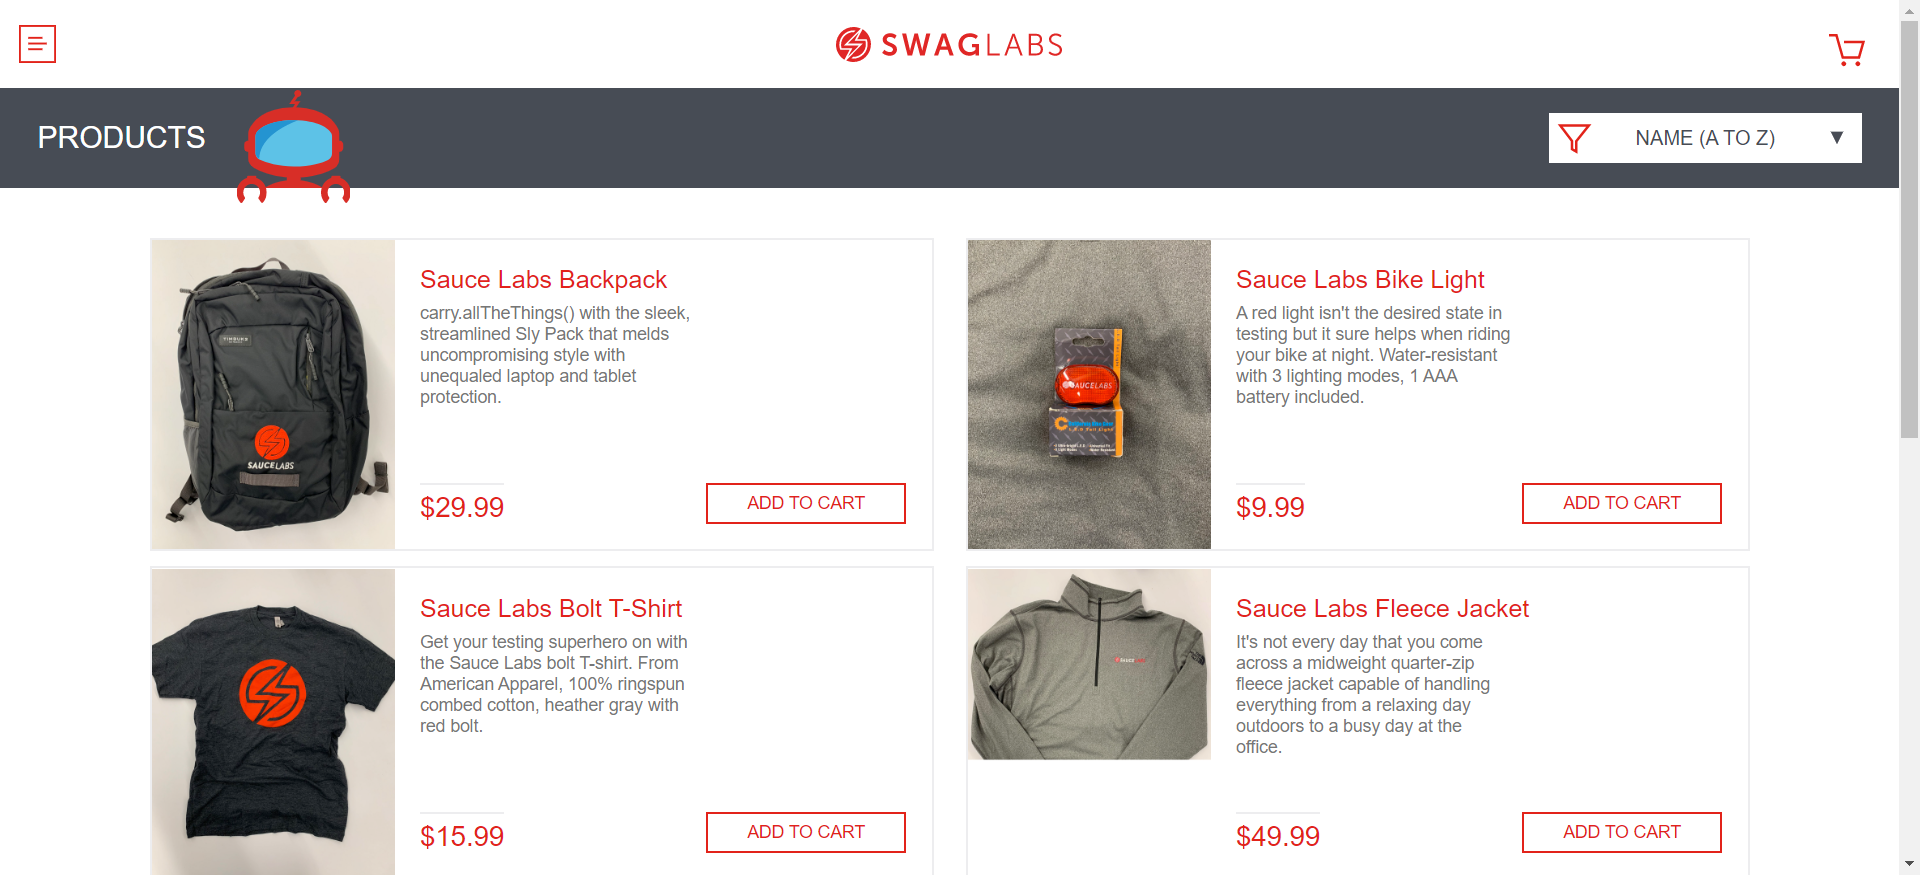 SWAGLABS
PRODUCTS
NAME (A TO Z)
Sauce Labs Backpack
carry.allTheThings() with the sleek,
streamlined Sly Pack that melds
uncompromising style with
unequaled laptop and tablet
protection.
$29.99
ADD TO CART
SAUCELABS
Sauce Labs Bike Light
A red light isn't the desired state in
testing but it sure helps when riding
your bike at night. Water-resistant
with 3 lighting modes, 1 AAA
battery included.
$9.99
ADD TO CART
SAUCELABS
Sauce Labs Bolt T-Shirt
Get your testing superhero on with
the Sauce Labs bolt T-shirt. From
American Apparel, 100% ringspun
combed cotton, heather gray with
red bolt.
$15.99
ADD TO CART
Sauce Labs Fleece Jacket
It's not every day that you come
across a midweight quarter-zip
fleece jacket capable of handling
everything from a relaxing day
outdoors to a busy day at the
office.
$49.99
ADD TO CART
SAUCELABS